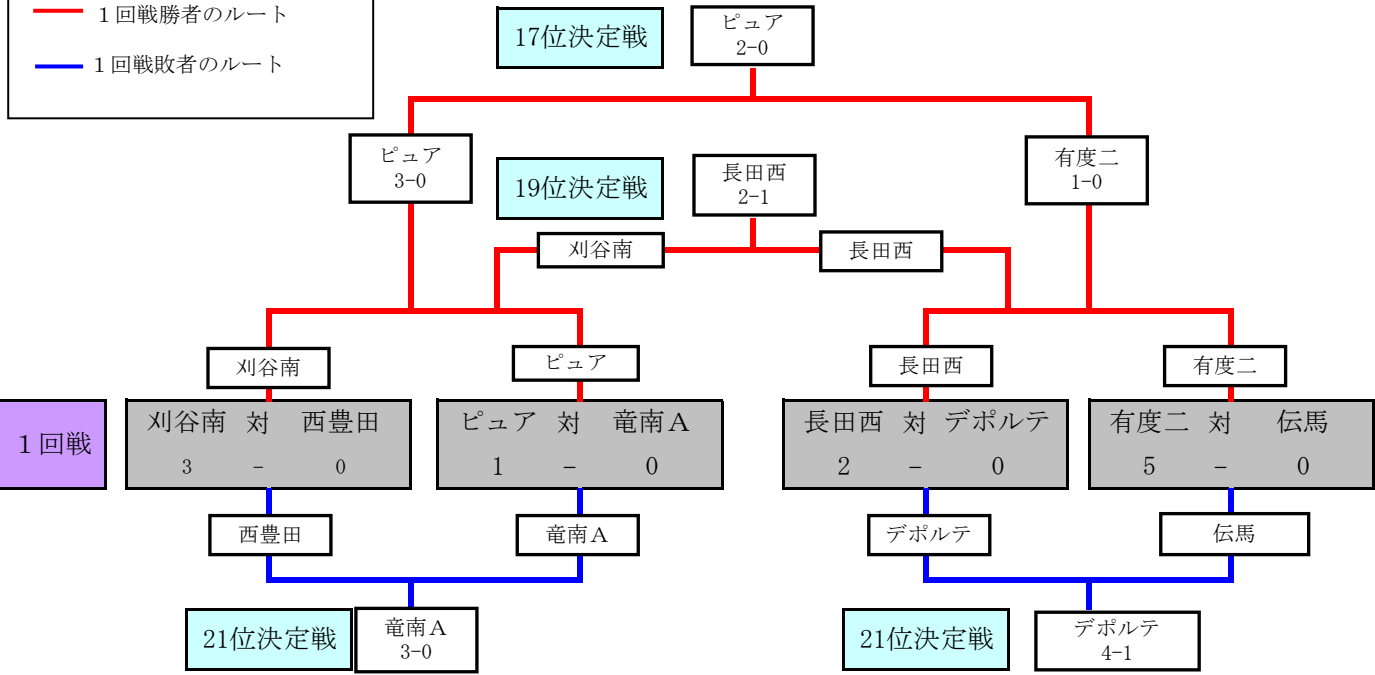 １回戦勝者のルート
１回戦敗者のルート
17位決定戦
ピュア
2-0
ピュア
3-0
19位決定戦
長田西
2-1
有度二
1-0
刈谷南
長田西
刈谷南
ピュア
長田西
有度二
１回戦
刈谷南 対 西豊田
3 － 0
ピュア 対 竜南Ａ
1 － 0
長田西 対 デポルテ
2 － 0
有度二 対 伝馬
5 － 0
西豊田
竜南Ａ
デポルテ
伝馬
21位決定戦
竜南Ａ
3-0
21位決定戦
デポルテ
4-1